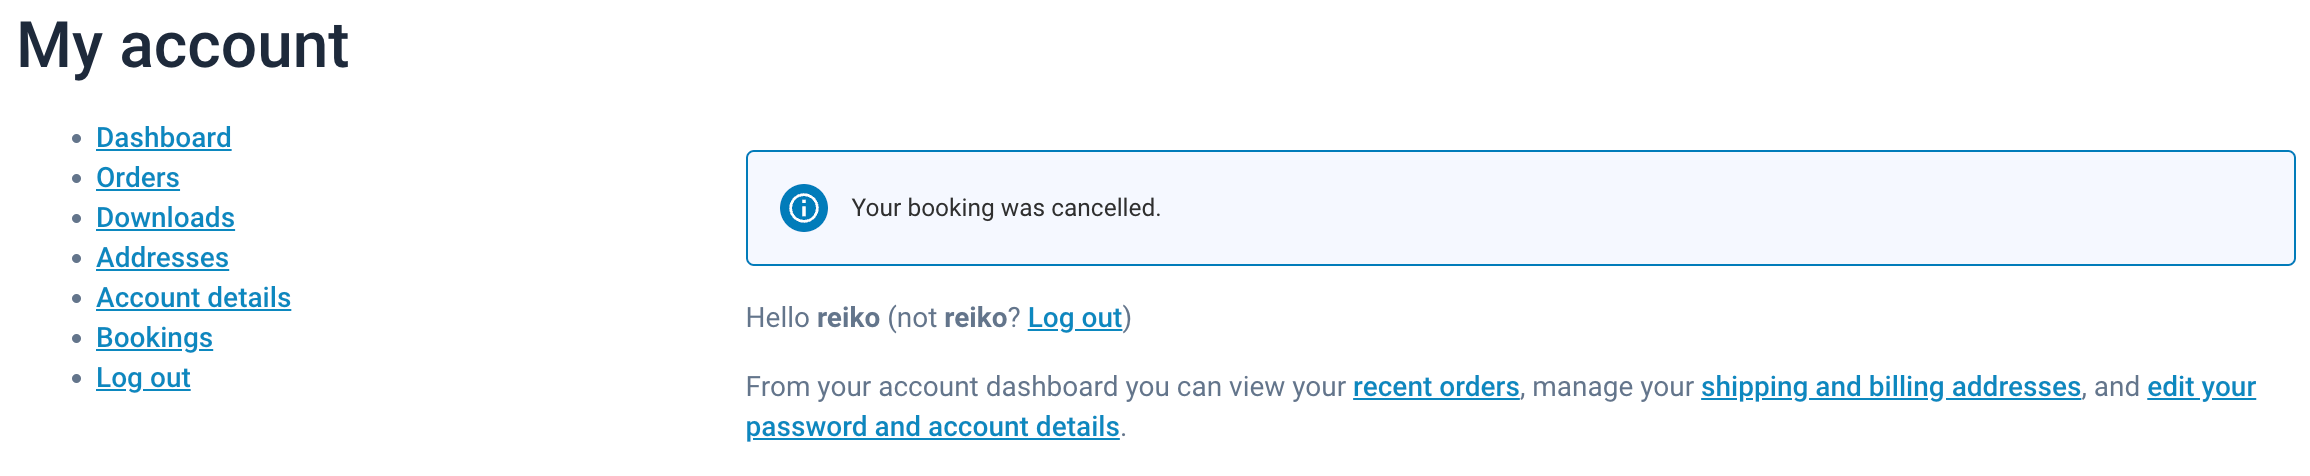 My account
Dashboard
Orders
Downloads
Addresses
Account details
Bookings
Log out
Your booking was cancelled.
Hello reiko (not reiko? Log out)
From your account dashboard you can view your recent orders, manage your shipping and billing addresses, and edit your
password and account details.